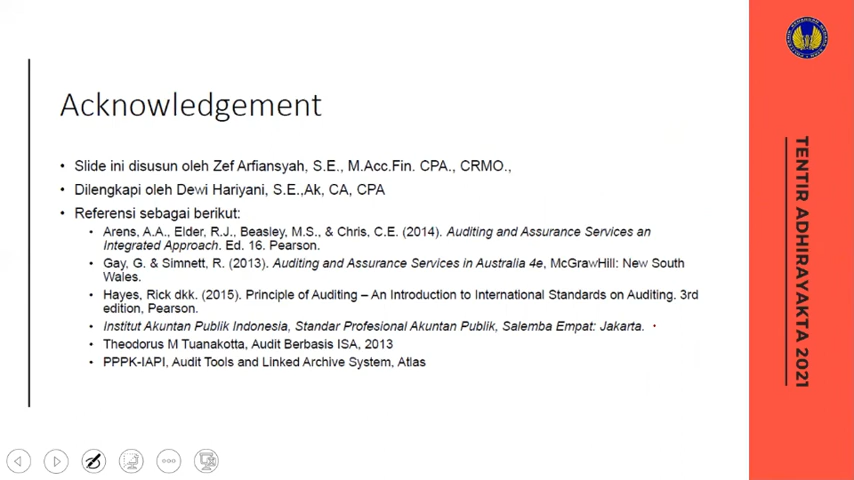 Acknowledgement
• Slide ini disusun oleh Zef Arfiansyah, S.E., M.Acc.Fin. CPA., CRMO.,
• Dilengkapi oleh Dewi Hariyani, S.E.,Ak, CA, CPA
• Referensi sebagai berikut:
• Arens, A.A., Elder, R.J., Beasley, M.S., & Chris, C.E. (2014). Auditing and Assurance Services an
Integrated Approach. Ed. 16. Pearson.
• Gay, G. & Simnett, R. (2013). Auditing and Assurance Services in Australia 4e, McGrawHill: New South
Wales.
• Hayes, Rick dkk. (2015). Principle of Auditing – An Introduction to International Standards on Auditing. 3rd
edition, Pearson.
• Institut Akuntan Publik Indonesia, Standar Profesional Akuntan Publik, Salemba Empat: Jakarta.
• Theodorus M Tuanakotta, Audit Berbasis ISA, 2013
• PPPK-IAPI, Audit Tools and Linked Archive System, Atlas
TENTIR ADHIRAYAKTA 2021